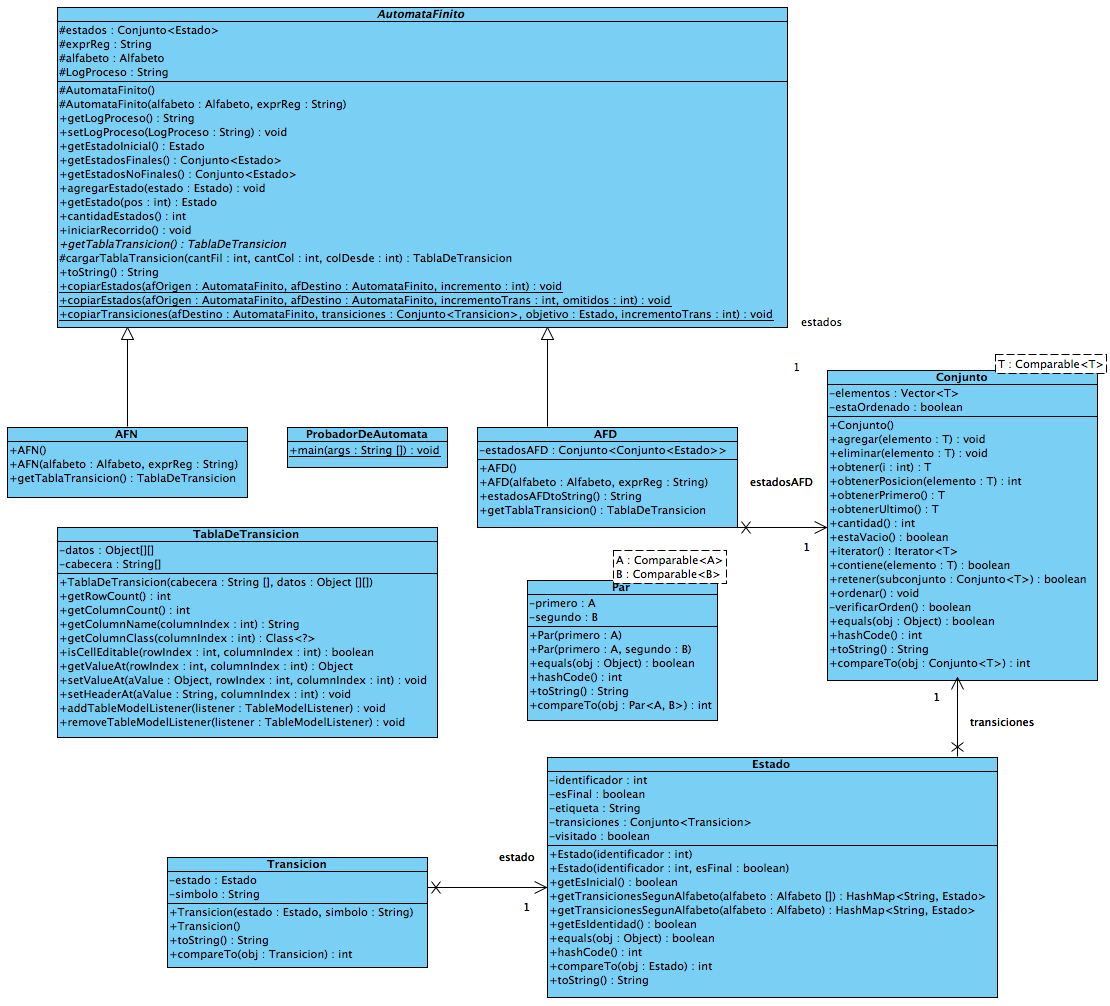 AutomataFinito
#estados : Conjunto<Estado>
#exprReg : String
#alfabeto : Alfabeto
#LogProceso : String
#AutomataFinito()
#AutomataFinito(alfabeto : Alfabeto, exprReg : String)
+getLogProceso() : String
+setLogProceso(LogProceso : String) : void
+getEstadoInicial() : Estado
+getEstadosFinales() : Conjunto<Estado>
+getEstadosNoFinales() : Conjunto<Estado>
+agregarEstado(estado : Estado) : void
+getEstado(pos : int) : Estado
+cantidadEstados() : int
+iniciarRecorrido() : void
+getTablaTransicion() : TablaDeTransicion
#cargarTablaTransicion(cantFil : int, cantCol : int, colDesde : int) : TablaDeTransicion
+toString() : String
+copiarEstados(afOrigen : AutomataFinito, afDestino : AutomataFinito, incremento : int) : void
+copiarEstados(afOrigen : AutomataFinito, afDestino : AutomataFinito, incrementoTrans : int, omitidos : int) : void
+copiarTransiciones(afDestino : AutomataFinito, transiciones : Conjunto<Transicion>, objetivo : Estado, incrementoTrans : int) : void
estados
1
T : Comparable<T>
Conjunto
-elementos : Vector<T>
-estaOrdenado : boolean
+Conjunto()
+agregar(elemento : T) : void
+eliminar(elemento : T) : void
+obtener(i : int) : T
+obtenerPosicion(elemento : T) : int
+obtenerPrimero() : T
+obtenerUltimo() : T
+cantidad() : int
+estaVacio() : boolean
+iterator() : Iterator<T>
+contiene(elemento : T) : boolean
+retener(subconjunto : Conjunto<T>) : boolean
+ordenar() : void
-verificarOrden() : boolean
+equals(obj : Object) : boolean
+hashCode() : int
+toString() : String
+compareTo(obj : Conjunto<T>) : int
AFN
+AFN()
+AFN(alfabeto : Alfabeto, exprReg : String)
+getTablaTransicion() : TablaDeTransicion
ProbadorDeAutomata
+main(args : String []) : void
AFD
-estadosAFD : Conjunto<Conjunto<Estado>>
+AFD()
+AFD(alfabeto : Alfabeto, exprReg : String)
+estadosAFDtoString() : String
+getTablaTransicion() : TablaDeTransicion
estadosAFD
1
TablaDeTransicion
-datos : Object[][]
-cabecera : String[]
+TablaDeTransicion(cabecera : String [], datos : Object [][])
+getRowCount() : int
+getColumnCount() : int
+getColumnName(columnIndex : int) : String
+getColumnClass(columnIndex : int) : Class<?>
+isCellEditable(rowIndex : int, columnIndex : int) : boolean
+getValueAt(rowIndex : int, columnIndex : int) : Object
+setValueAt(aValue : Object, rowIndex : int, columnIndex : int) : void
+setHeaderAt(aValue : String, columnIndex : int) : void
+addTableModelListener(listener : TableModelListener) : void
+removeTableModelListener(listener : TableModelListener) : void
A : Comparable<A>
B : Comparable<B>
Par
-primero : A
-segundo : B
+Par(primero : A)
+Par(primero : A, segundo : B)
+equals(obj : Object) : boolean
+hashCode() : int
+toString() : String
+compareTo(obj : Par<A, B>) : int
1
transiciones
Estado
-identificador : int
-esFinal : boolean
-etiqueta : String
-transiciones : Conjunto<Transicion>
-visitado : boolean
+Estado(identificador : int)
+Estado(identificador : int, esFinal : boolean)
+getEsInicial() : boolean
+getTransicionesSegunAlfabeto(alfabeto : Alfabeto []) : HashMap<String, Estado>
+getTransicionesSegunAlfabeto(alfabeto : Alfabeto) : HashMap<String, Estado>
+getEsIdentidad() : boolean
+equals(obj : Object) : boolean
+hashCode() : int
+compareTo(obj : Estado) : int
+toString() : String
estado
1
Transicion
-estado : Estado
-simbolo : String
+Transicion(estado : Estado, simbolo : String)
+Transicion()
+toString() : String
+compareTo(obj : Transicion) : int